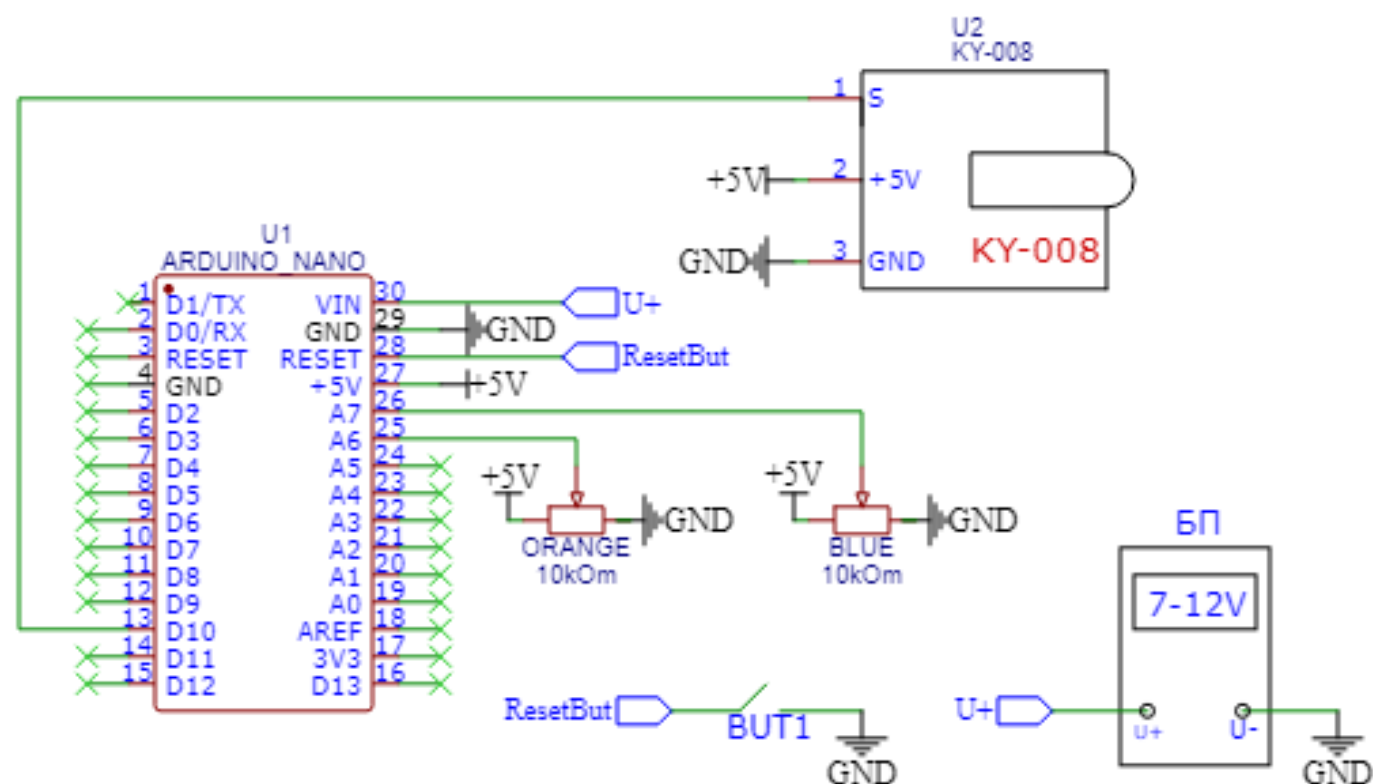 U2
KY-008
1 S
+5V 2 +5V
GND 3 GND
KY-008
U1
ARDUINO_NANO
1 D1/TX VIN 30 U+
2 D0/RX GND 29 GND
3 RESET RESET 28 ResetBut
4 GND +5V 27 +5V
5 D2 A7 26
6 D3 A6 25
7 D4 A5 24
8 D5 A4 23
9 D6 A3 22
10 D7 A2 21
11 D8 A1 20
12 D9 A0 19
13 D10 AREF 18
14 D11 3V3 17
15 D12 D13 16
+5V GND
ORANGE
10kOm
+5V GND
BLUE
10kOm
БП
7-12V
ResetBut BUT1
GND
U+ U+ U-
GND